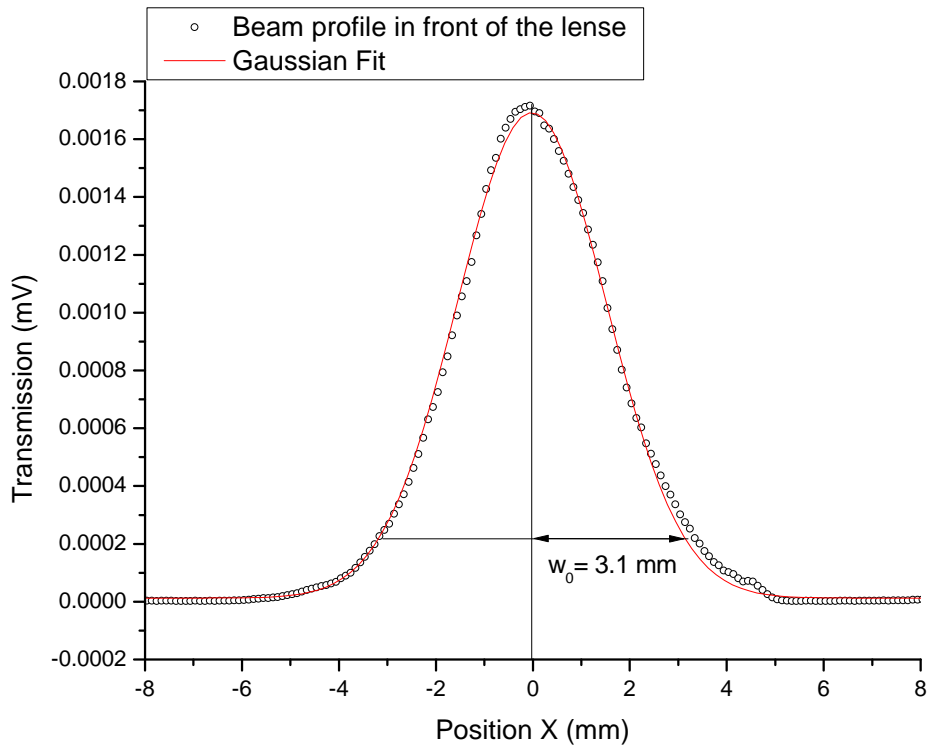 Beam profile in front of the lense
Gaussian Fit
0.0018
0.0016
0.0014
0.0012
0.0010
0.0008
0.0006
0.0004
0.0002
0.0000
-0.0002
Transmission (mV)
w0= 3.1 mm
-8 -6 -4 -2 0 2 4 6 8
Position X (mm)